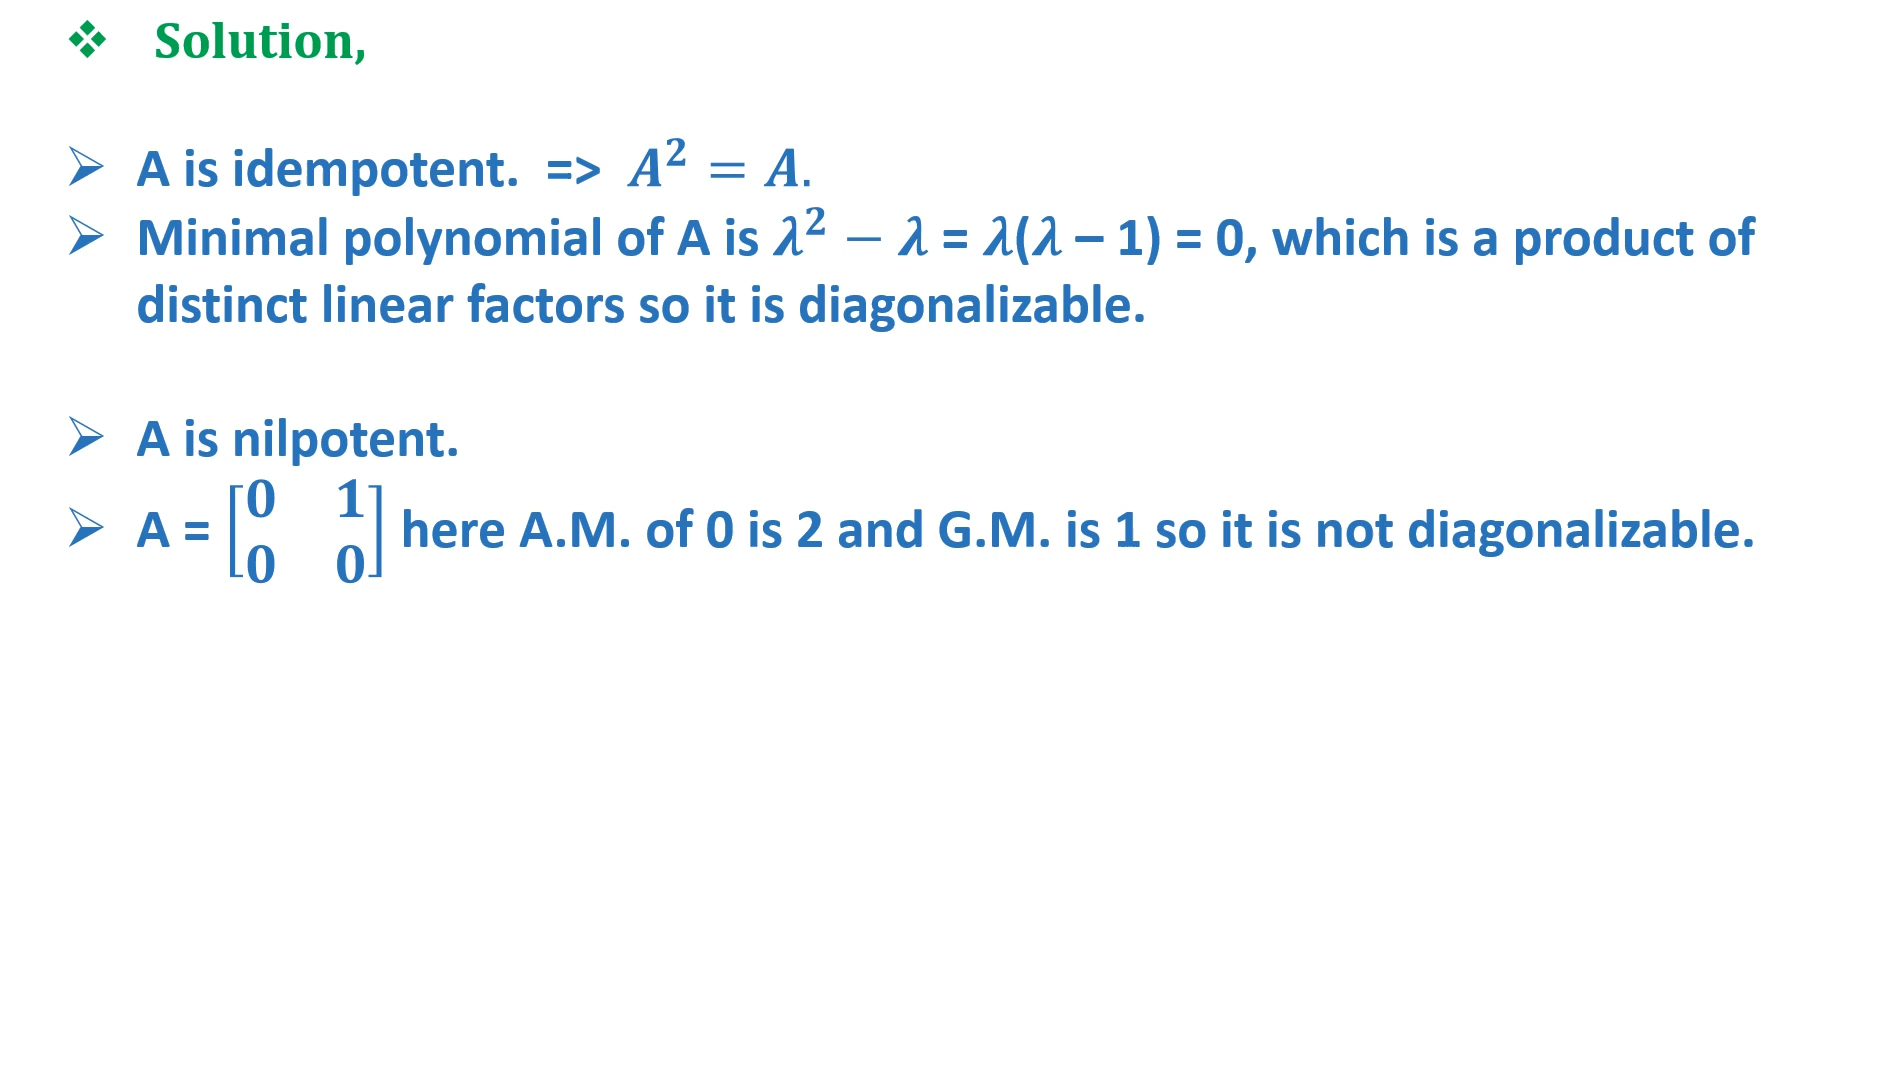 ❖ Solution,
➢ A is idempotent. => 𝑨² = 𝑨.
➢ Minimal polynomial of A is 𝝀² − 𝝀 = 𝝀(𝝀 – 1) = 0, which is a product of
distinct linear factors so it is diagonalizable.
➢ A is nilpotent.
➢ A = [0 1; 0 0] here A.M. of 0 is 2 and G.M. is 1 so it is not diagonalizable.